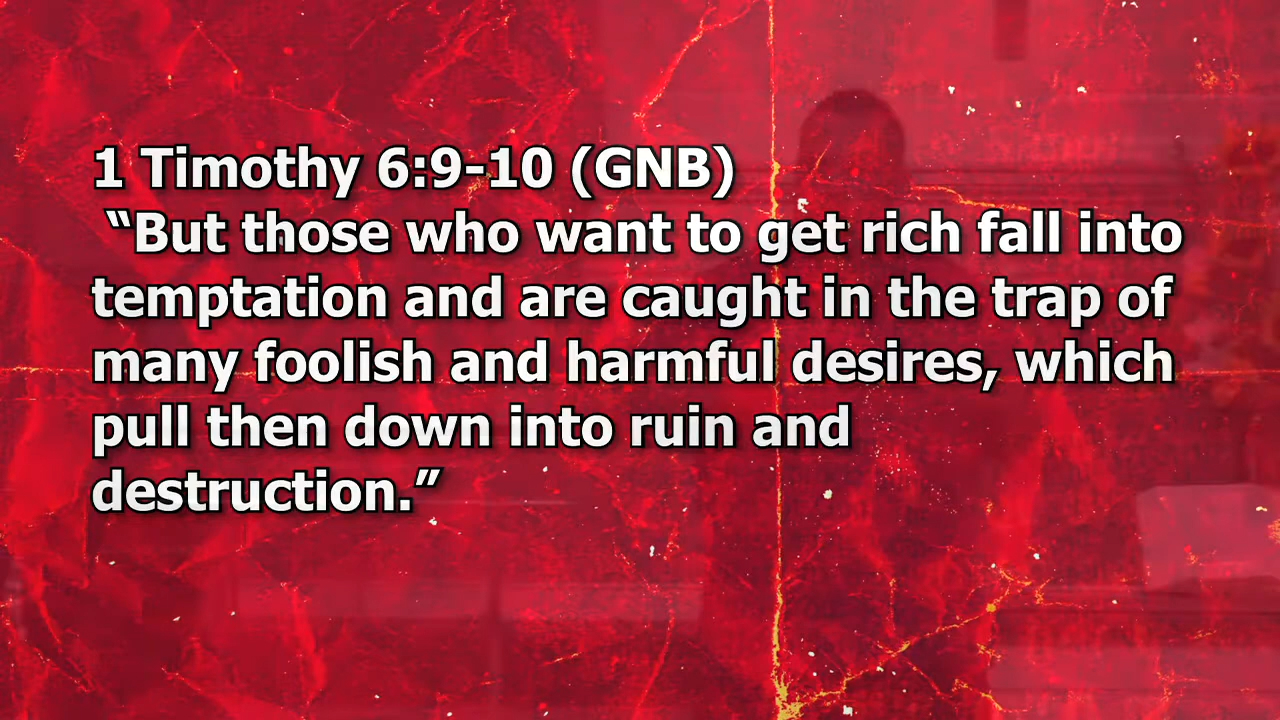 1 Timothy 6:9-10 (GNB)
“But those who want to get rich fall into
temptation and are caught in the trap of
many foolish and harmful desires, which
pull then down into ruin and
destruction.”